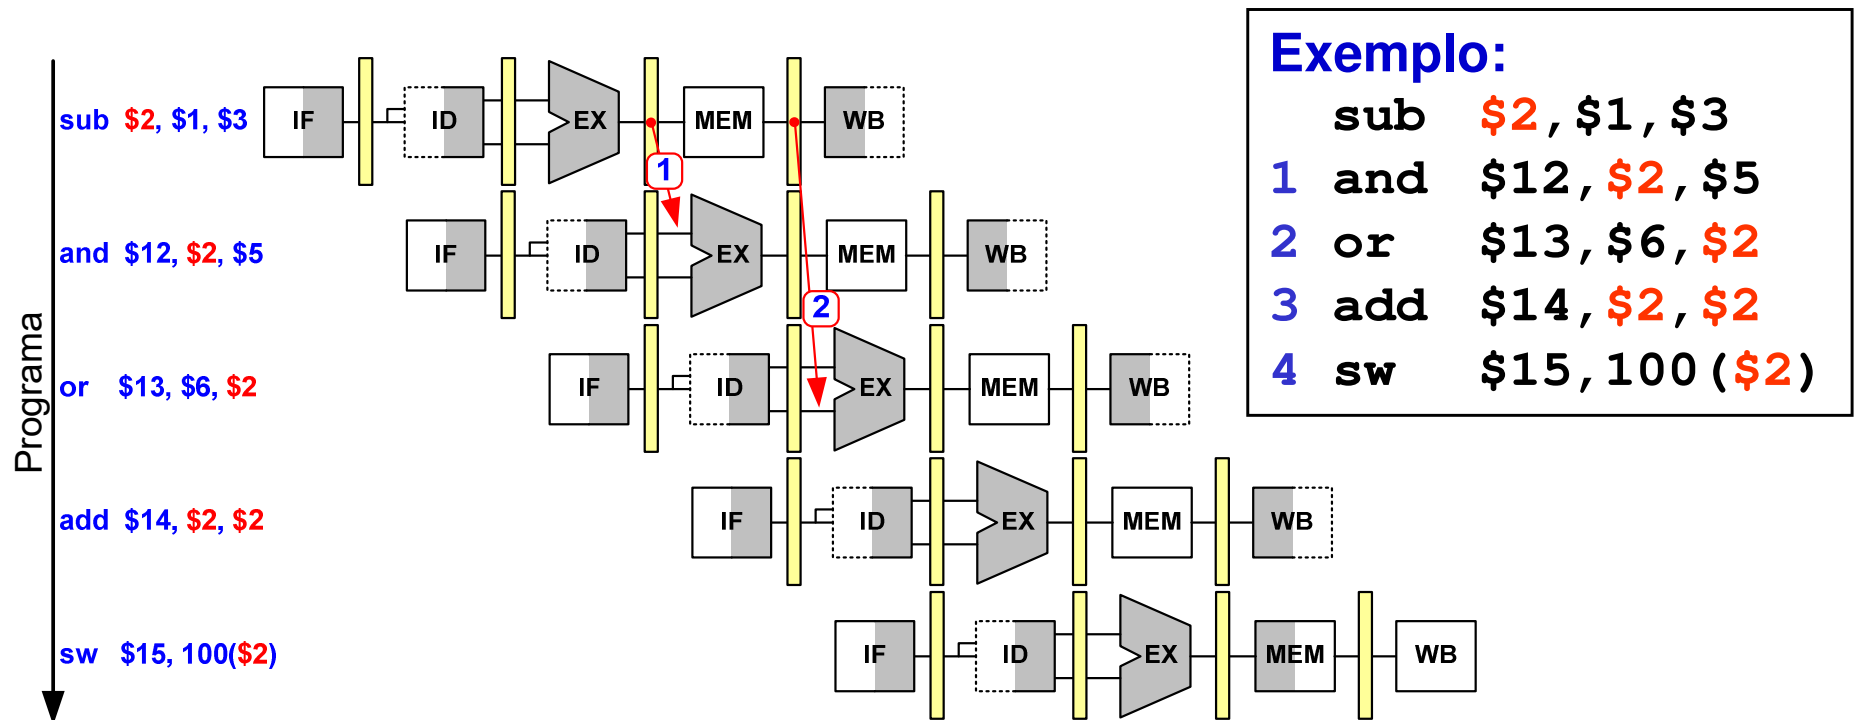 Programa
sub $2, $1, $3
IF ID EX MEM WB
1
and $12, $2, $5
IF ID EX MEM WB
2
or $13, $6, $2
IF ID EX MEM WB
add $14, $2, $2
IF ID EX MEM WB
sw $15, 100($2)
IF ID EX MEM WB
Exemplo:
sub $2,$1,$3
1 and $12,$2,$5
2 or $13,$6,$2
3 add $14,$2,$2
4 sw $15,100($2)